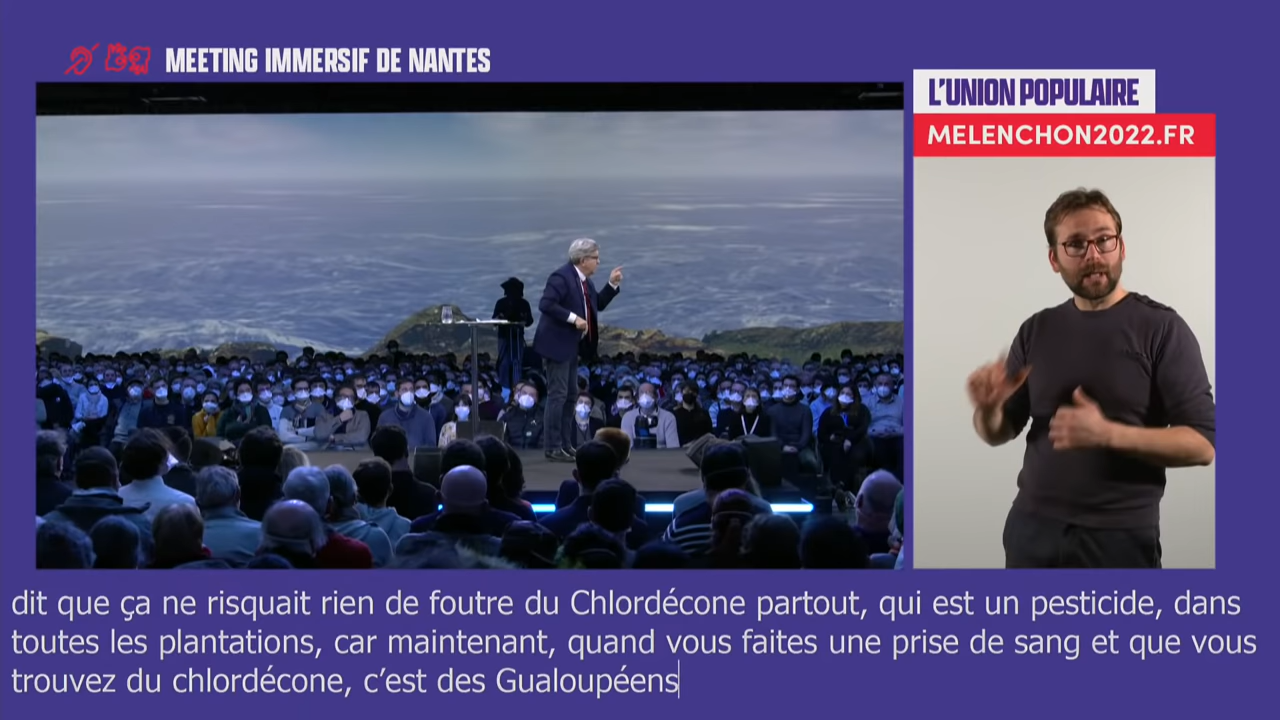 MEETING IMMERSIF DE NANTES
L'UNION POPULAIRE
MELENCHON2022.FR
dit que ça ne risquait rien de foutre du Chlordécone partout, qui est un pesticide, dans
toutes les plantations, car maintenant, quand vous faites une prise de sang et que vous
trouvez du chlordécone, c’est des Gualoupéens